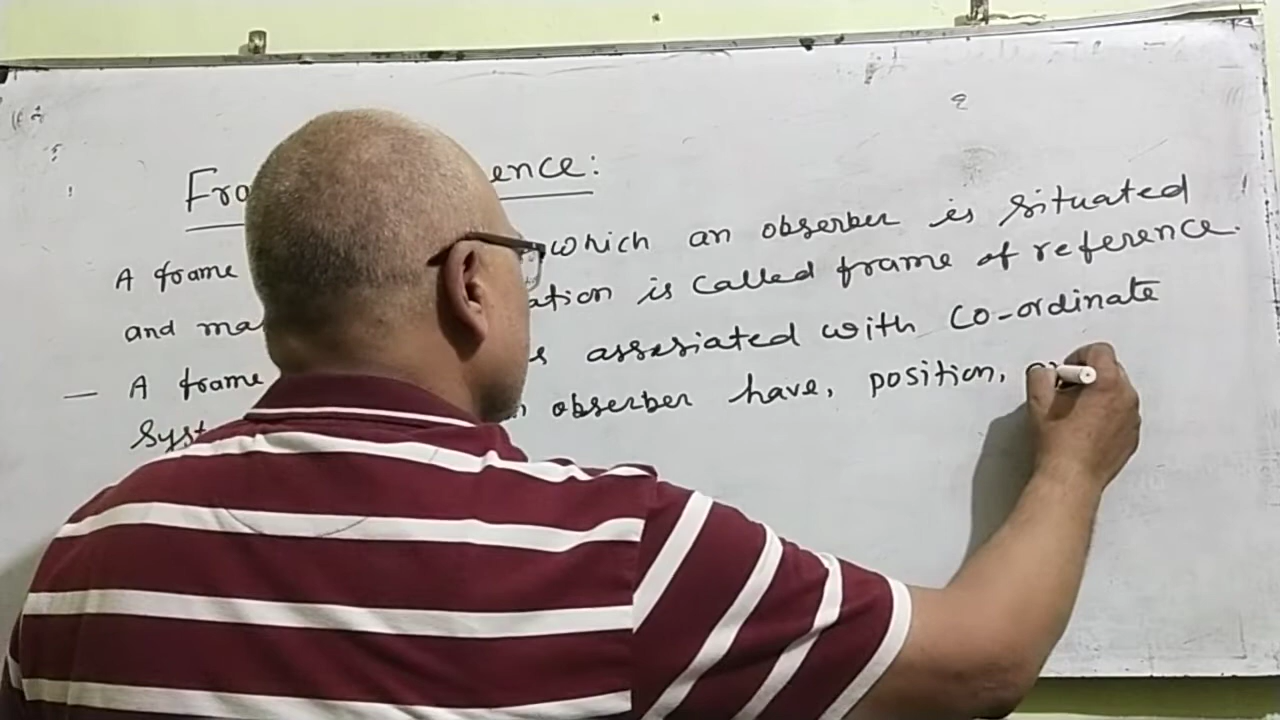 Fra ence:
A frame which an obserber is situated
and ma ation is called frame of reference.
— A frame is assosiated with Co-ordinate
Syst obserber have, position,